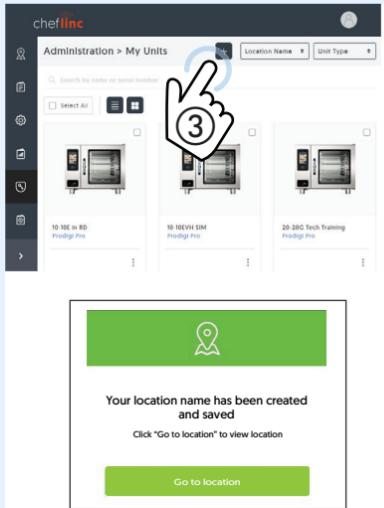 cheflinc
Administration > My Units
+
Location Name
Unit Type
Search by name or serial number
Select All
3
10-10E in RD
Prodigi Pro
10-10EVH SIM
Prodigi Pro
20-20G Tech Training
Prodigi Pro
Your location name has been created
and saved
Click "Go to location" to view location
Go to location